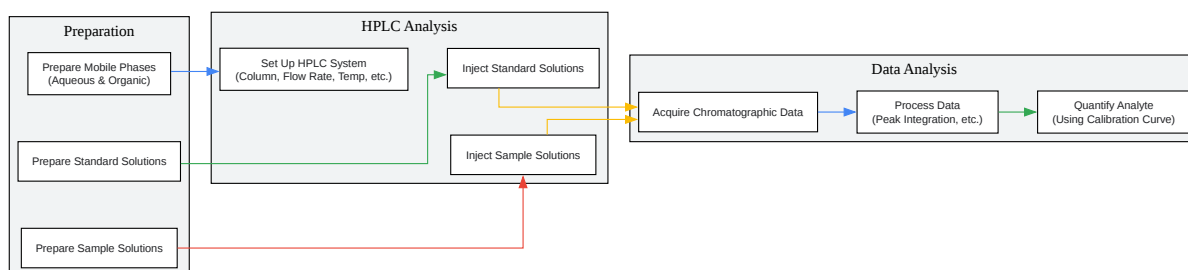 Preparation
Prepare Mobile Phases
(Aqueous & Organic)
Prepare Standard Solutions
Prepare Sample Solutions
HPLC Analysis
Set Up HPLC System
(Column, Flow Rate, Temp, etc.)
Inject Standard Solutions
Inject Sample Solutions
Data Analysis
Acquire Chromatographic Data
Process Data
(Peak Integration, etc.)
Quantify Analyte
(Using Calibration Curve)